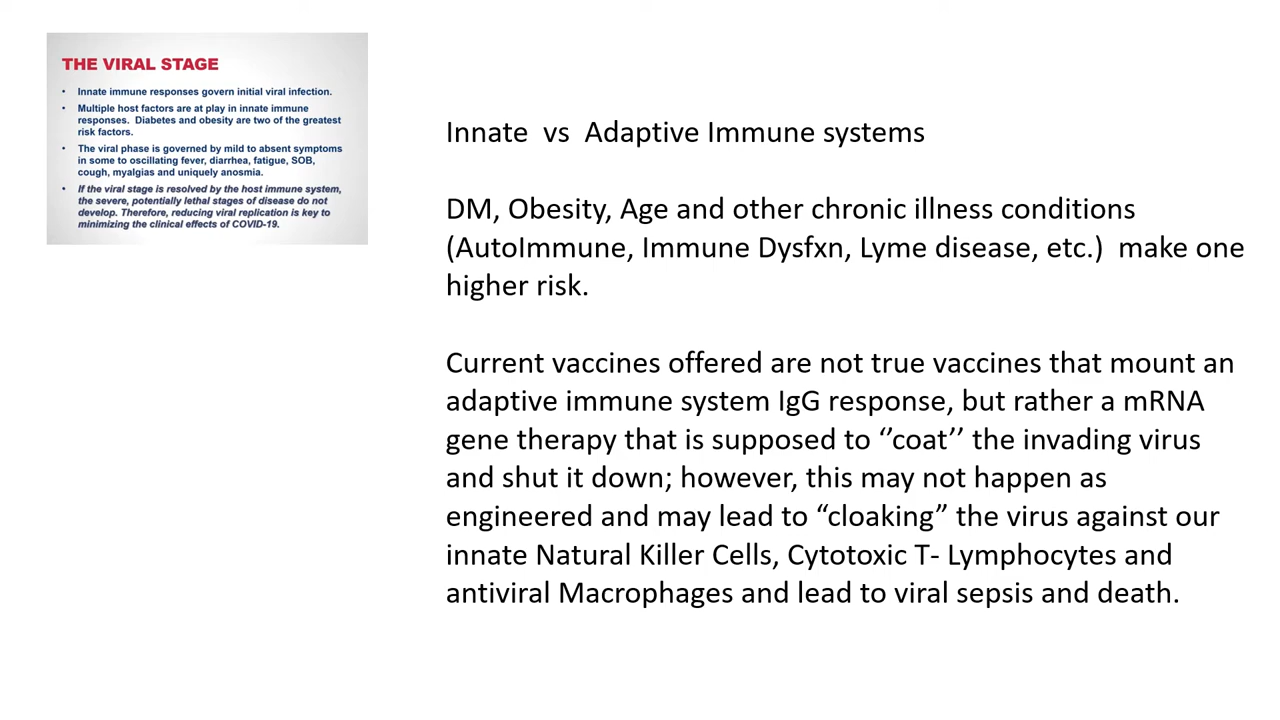 THE VIRAL STAGE
• Innate immune responses govern initial viral infection.
• Multiple host factors are at play in innate immune
responses. Diabetes and obesity are two of the greatest
risk factors.
• The viral phase is governed by mild to absent symptoms
in some to oscillating fever, diarrhea, fatigue, SOB,
cough, myalgias and uniquely anosmia.
• If the viral stage is resolved by the host immune system,
the severe, potentially lethal stages of disease do not
develop. Therefore, reducing viral replication is key to
minimizing the clinical effects of COVID-19.
Innate vs Adaptive Immune systems
DM, Obesity, Age and other chronic illness conditions
(AutoImmune, Immune Dysfxn, Lyme disease, etc.) make one
higher risk.
Current vaccines offered are not true vaccines that mount an
adaptive immune system IgG response, but rather a mRNA
gene therapy that is supposed to ‘’coat’’ the invading virus
and shut it down; however, this may not happen as
engineered and may lead to “cloaking” the virus against our
innate Natural Killer Cells, Cytotoxic T- Lymphocytes and
antiviral Macrophages and lead to viral sepsis and death.